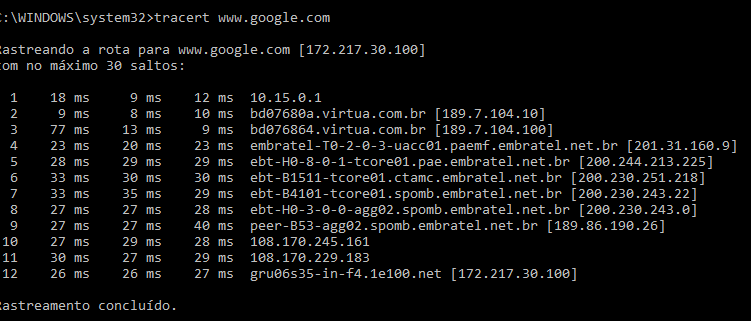 C:\WINDOWS\system32>tracert www.google.com
Rastreando a rota para www.google.com [172.217.30.100]
com no máximo 30 saltos:
1 18 ms 9 ms 12 ms 10.15.0.1
2 9 ms 8 ms 10 ms bd07680a.virtua.com.br [189.7.104.10]
3 77 ms 13 ms 9 ms bd076864.virtua.com.br [189.7.104.100]
4 23 ms 20 ms 23 ms embratel-T0-2-0-3-uacc01.paemf.embratel.net.br [201.31.160.9]
5 28 ms 29 ms 29 ms ebt-H0-8-0-1-tcore01.pae.embratel.net.br [200.244.213.225]
6 33 ms 30 ms 30 ms ebt-B1511-tcore01.ctamc.embratel.net.br [200.230.251.218]
7 33 ms 35 ms 29 ms ebt-B4101-tcore01.spomb.embratel.net.br [200.230.243.22]
8 27 ms 27 ms 28 ms ebt-H0-3-0-0-agg02.spomb.embratel.net.br [200.230.243.0]
9 27 ms 27 ms 40 ms peer-B53-agg02.spomb.embratel.net.br [189.86.190.26]
10 27 ms 29 ms 28 ms 108.170.245.161
11 30 ms 27 ms 29 ms 108.170.229.183
12 26 ms 26 ms 27 ms gru06s35-in-f4.1e100.net [172.217.30.100]
Rastreamento concluído.